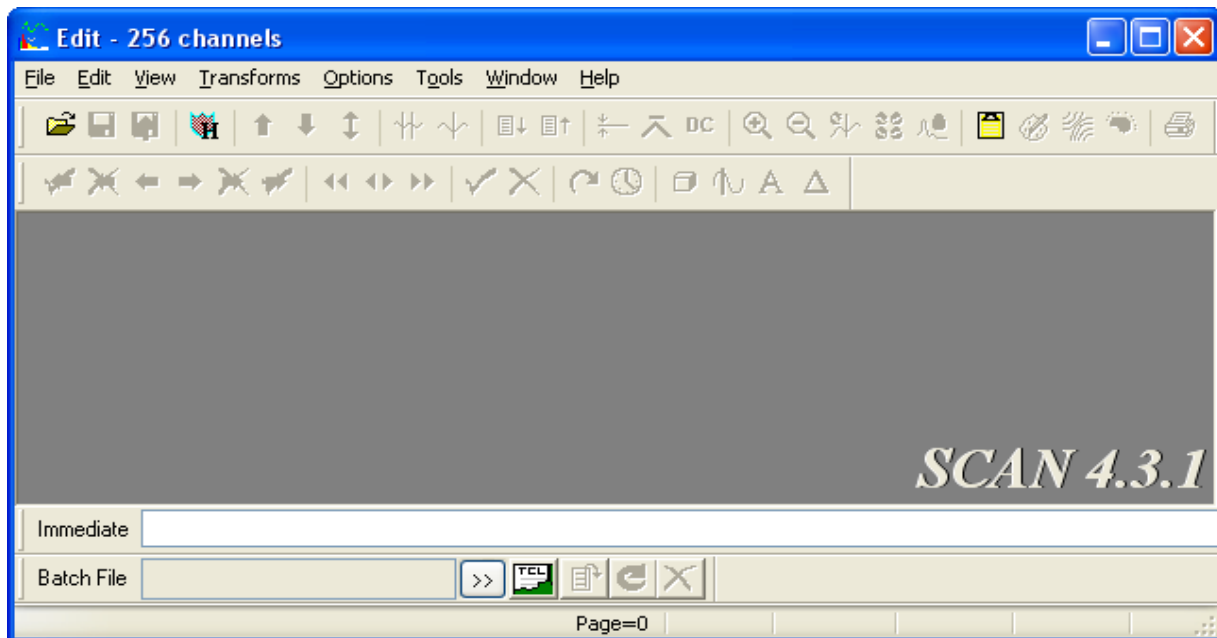 Edit - 256 channels
File Edit View Transforms Options Tools Window Help
H DC
A Δ
SCAN 4.3.1
Immediate
Batch File >> TCL
Page=0